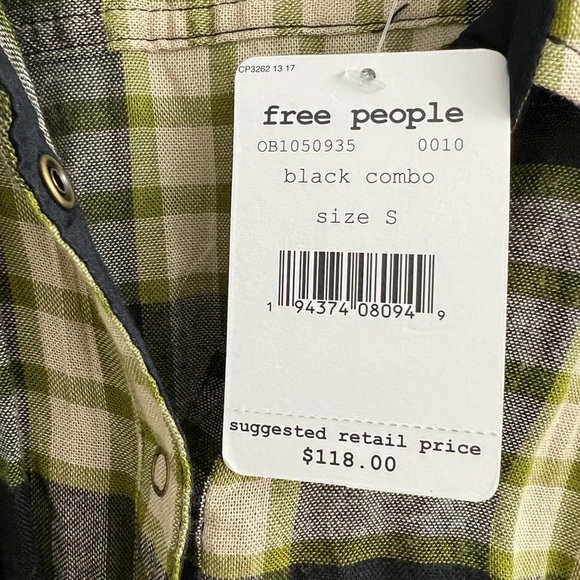 CP3262 13 17
free people
OB1050935 0010
black combo
size S
1 94374 08094 9
suggested retail price
$118.00